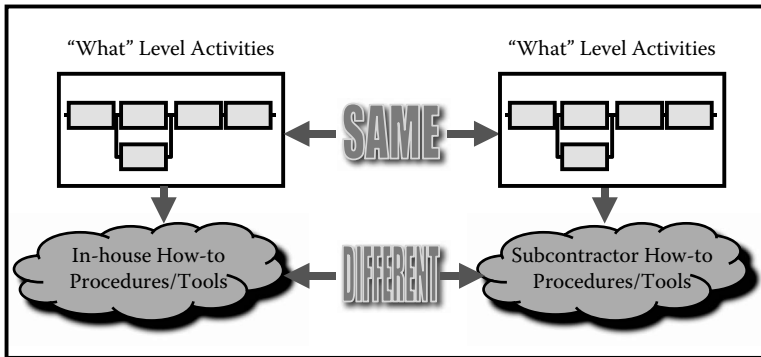 “What” Level Activities
“What” Level Activities
SAME
In-house How-to
Procedures/Tools
DIFFERENT
Subcontractor How-to
Procedures/Tools